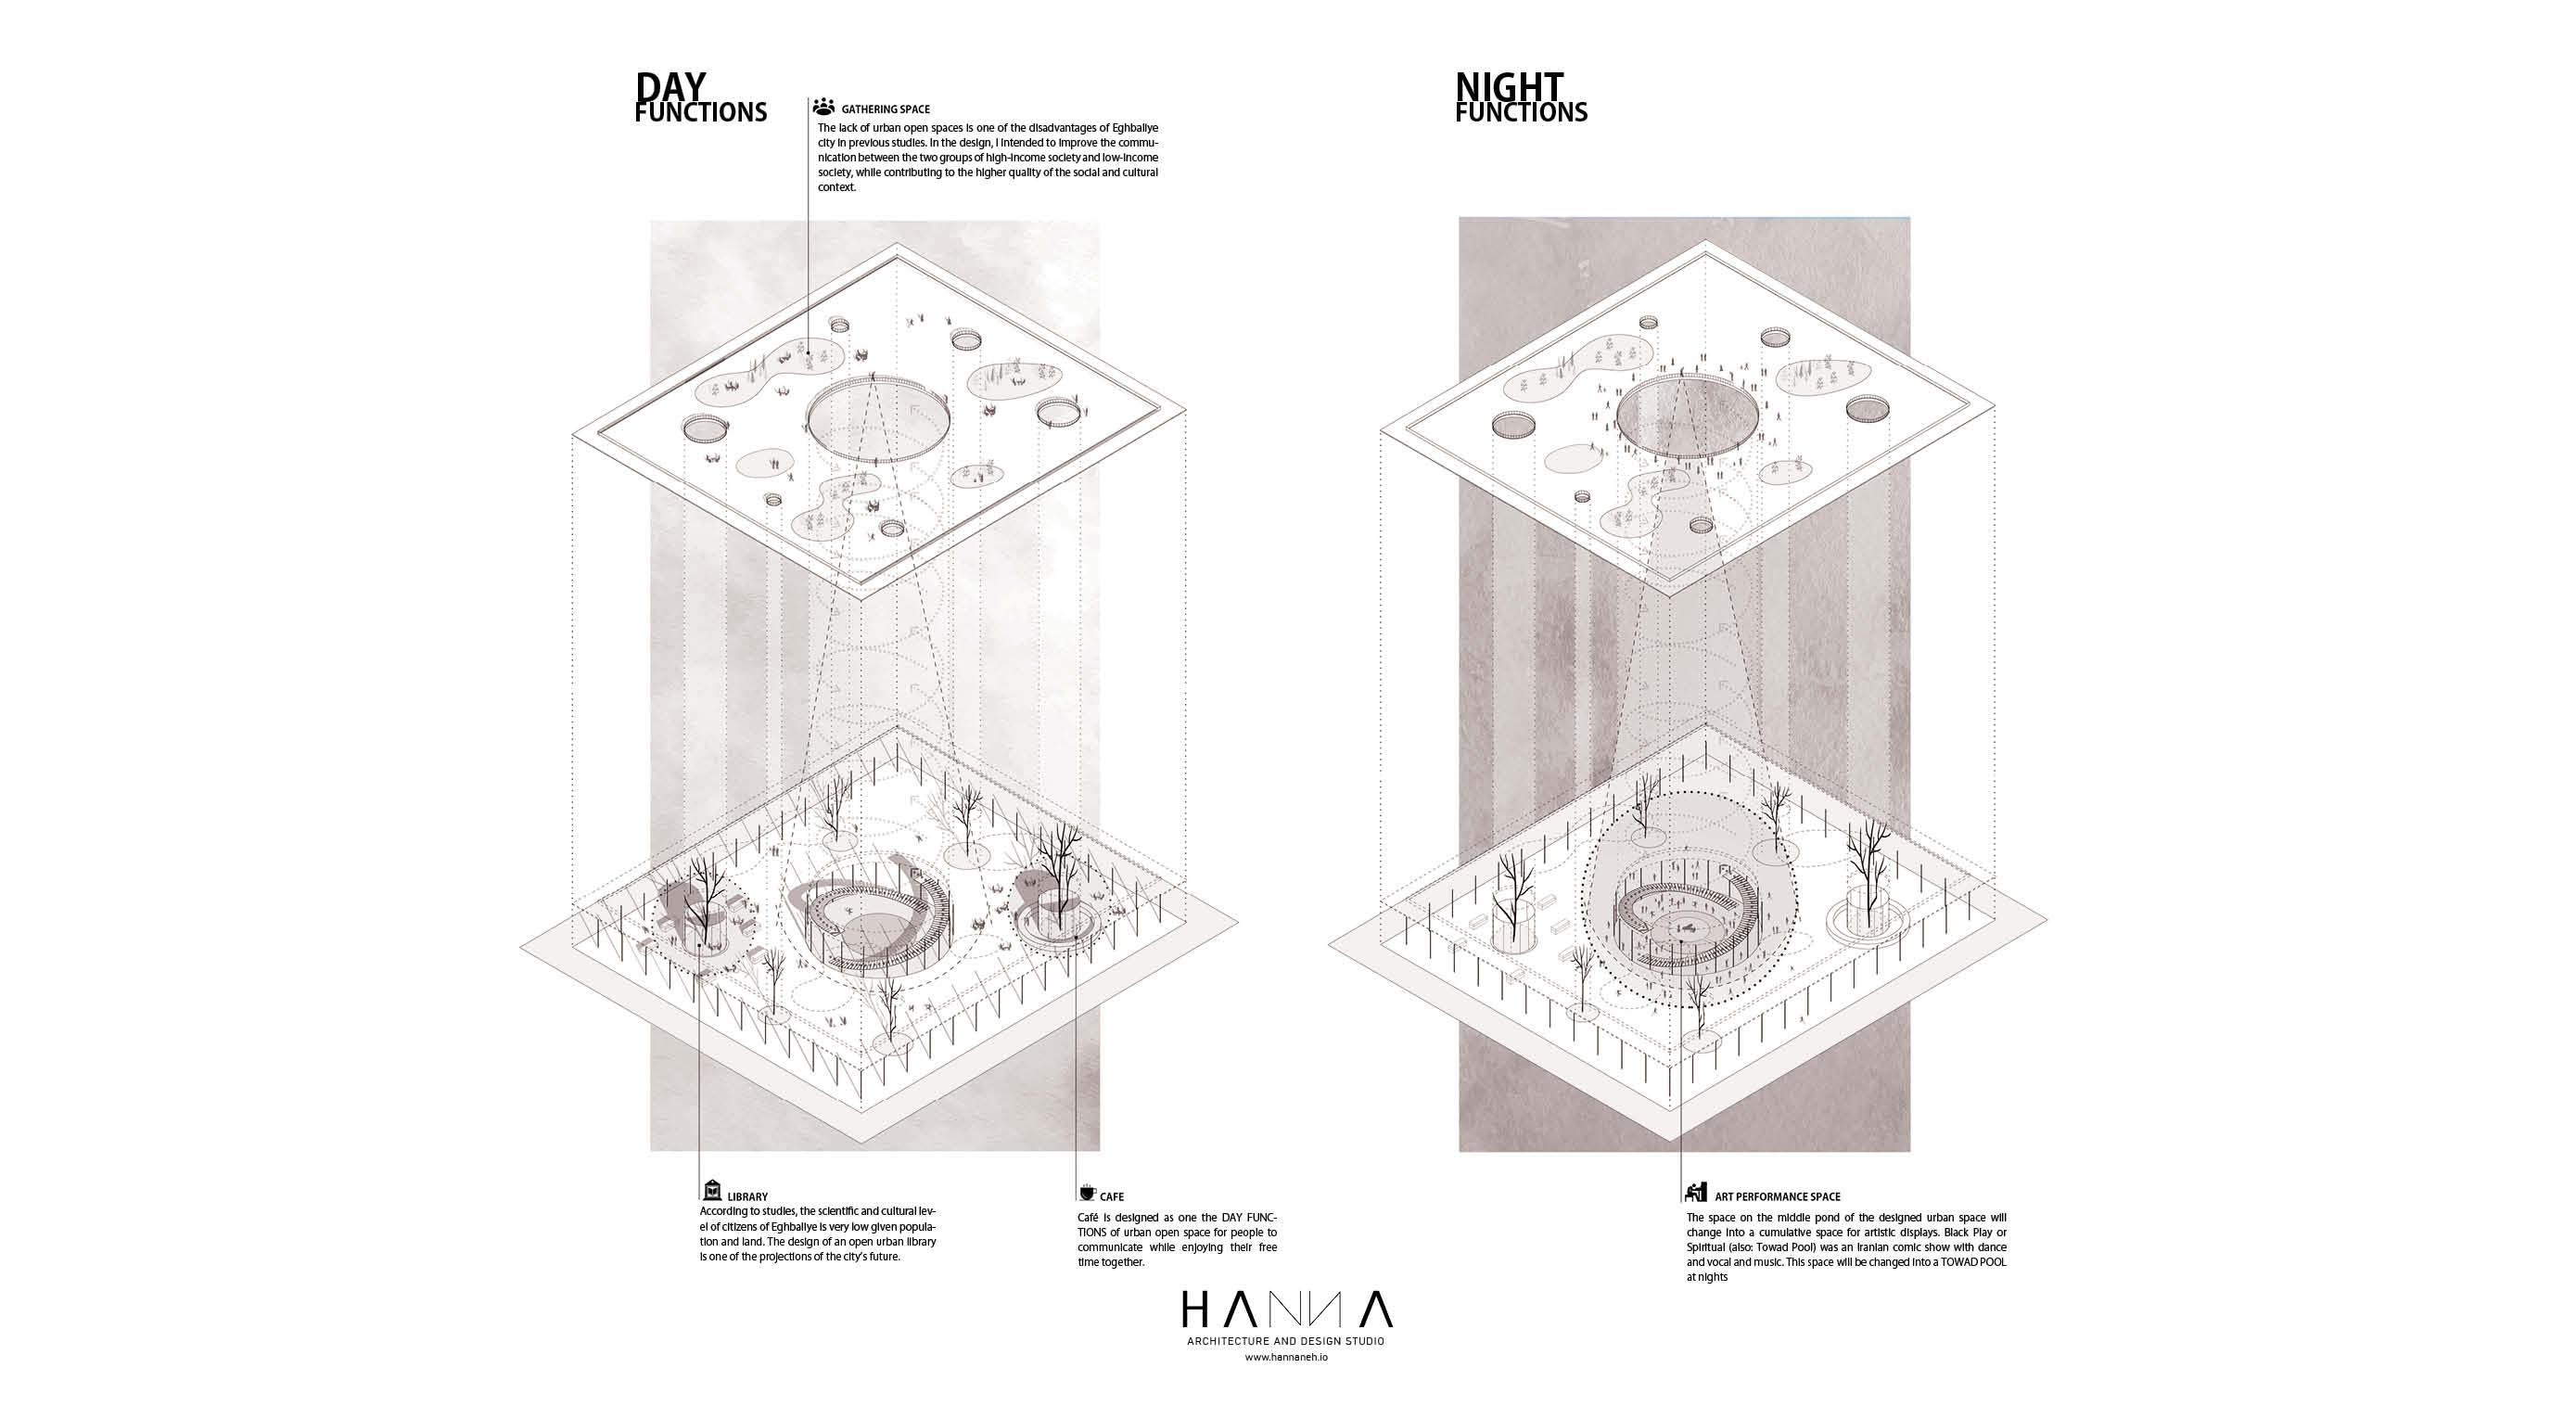 DAY
FUNCTIONS
GATHERING SPACE
The lack of urban open spaces is one of the disadvantages of Eghbaliye
city in previous studies. In the design, I intended to improve the commu-
nication between the two groups of high-income society and low-income
society, while contributing to the higher quality of the social and cultural
context.
NIGHT
FUNCTIONS
LIBRARY
According to studies, the scientific and cultural lev-
el of citizens of Eghbaliye is very low given popula-
tion and land. The design of an open urban library
is one of the projections of the city's future.
CAFE
Café is designed as one the DAY FUNC-
TIONS of urban open space for people to
communicate while enjoying their free
time together.
ART PERFORMANCE SPACE
The space on the middle pond of the designed urban space will
change into a cumulative space for artistic displays. Black Play or
Spiritual (also: Towad Pool) was an Iranian comic show with dance
and vocal and music. This space will be changed into a TOWAD POOL
at nights
HANNA
ARCHITECTURE AND DESIGN STUDIO
www.hannaneh.io